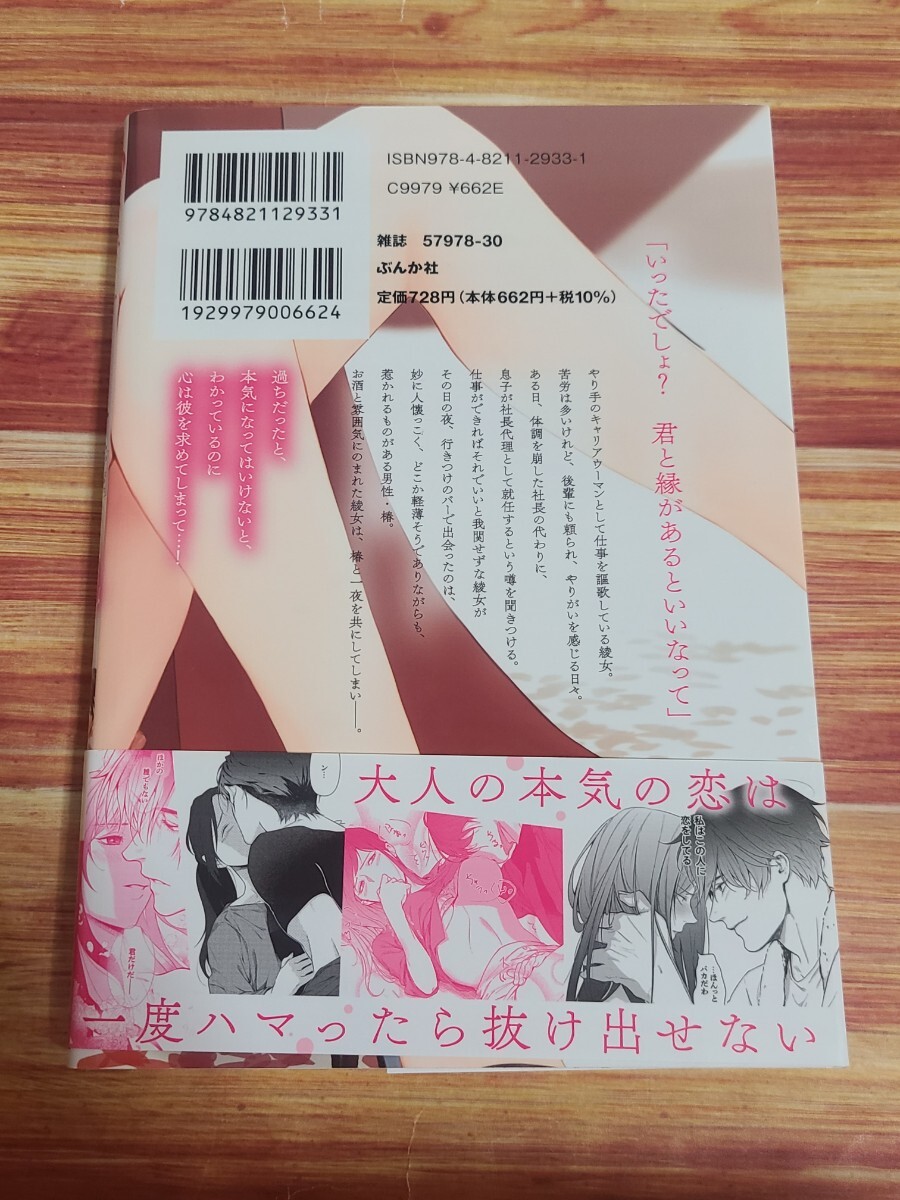 ISBN978-4-8211-2933-1
C9979 ¥662E
9784821129331
雑誌 57978-30
ぶんか社
定価728円(本体662円+税10%)
1929979006624
「いったでしょ? 君と縁があるといいなって」
やり手のキャリアウーマンとして仕事を謳歌している綾女。
苦労は多いけれど、後輩にも頼られ、やりがいを感じる日々。
ある日、体調を崩した社長の代わりに、
息子が社長代理として就任するという噂を聞きつける。
仕事ができればそれでいいと我関せずな綾女が
その日の夜、行きつけのバーで出会ったのは、
妙に人懐っこく、どこか軽薄そうでありながらも、
惹かれるものがある男性・椿。
お酒と雰囲気にのまれた綾女は、椿と一夜を共にしてしまい――。
過ちだったと、
本気になってはいけないと、
わかっているのに
心は彼を求めてしまって…!
大人の本気の恋は
ほかの
誰でもない
君だけだ
ン…
私はこの人に
恋をしてる
…ほんっと
バカだわ
一度ハマったら抜け出せない